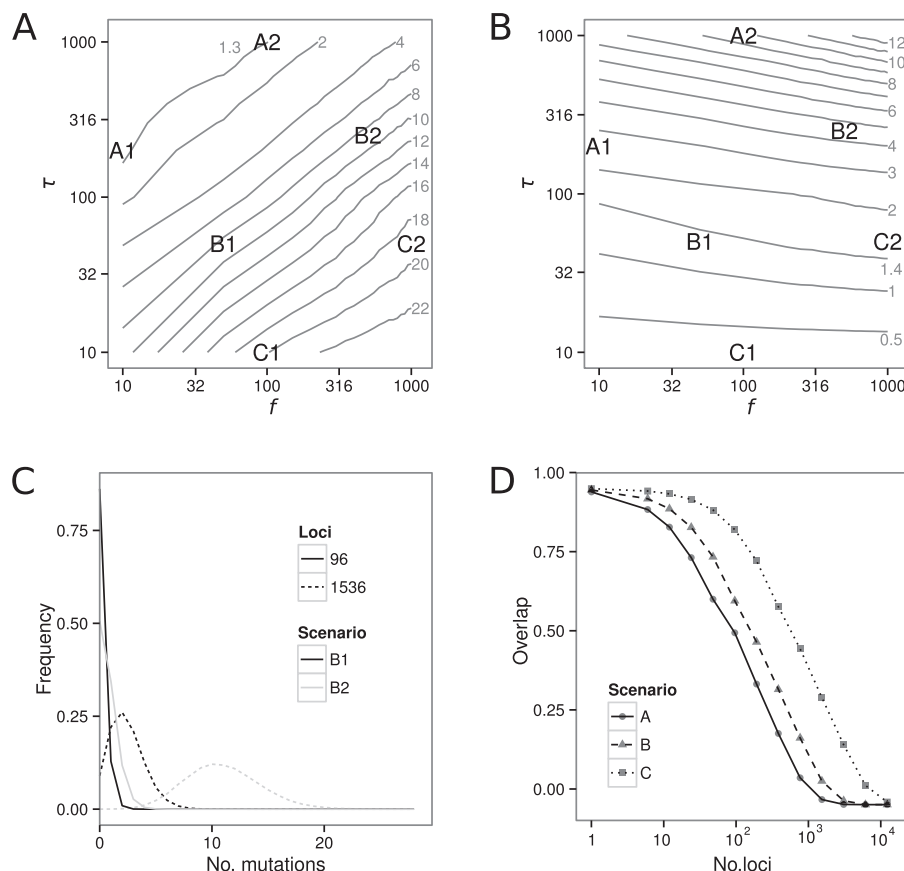 A
B
1000
316
100
32
10
τ
10
32
100
316
1000
f
1.3
A2
2
4
6
8
10
12
14
16
18
20
22
A1
B2
B1
C2
C1
1000
316
100
32
10
τ
10
32
100
316
1000
f
A2
12
10
8
6
B2
4
A1
3
2
B1
C2
1.4
1
0.5
C1
C
D
Frequency
0.75
0.50
0.25
0.00
0
10
20
No. mutations
Loci
96
1536
Scenario
B1
B2
Overlap
1.00
0.75
0.50
0.25
0.00
Scenario
A
B
C
1
10
10²
10³
10⁴
No.loci